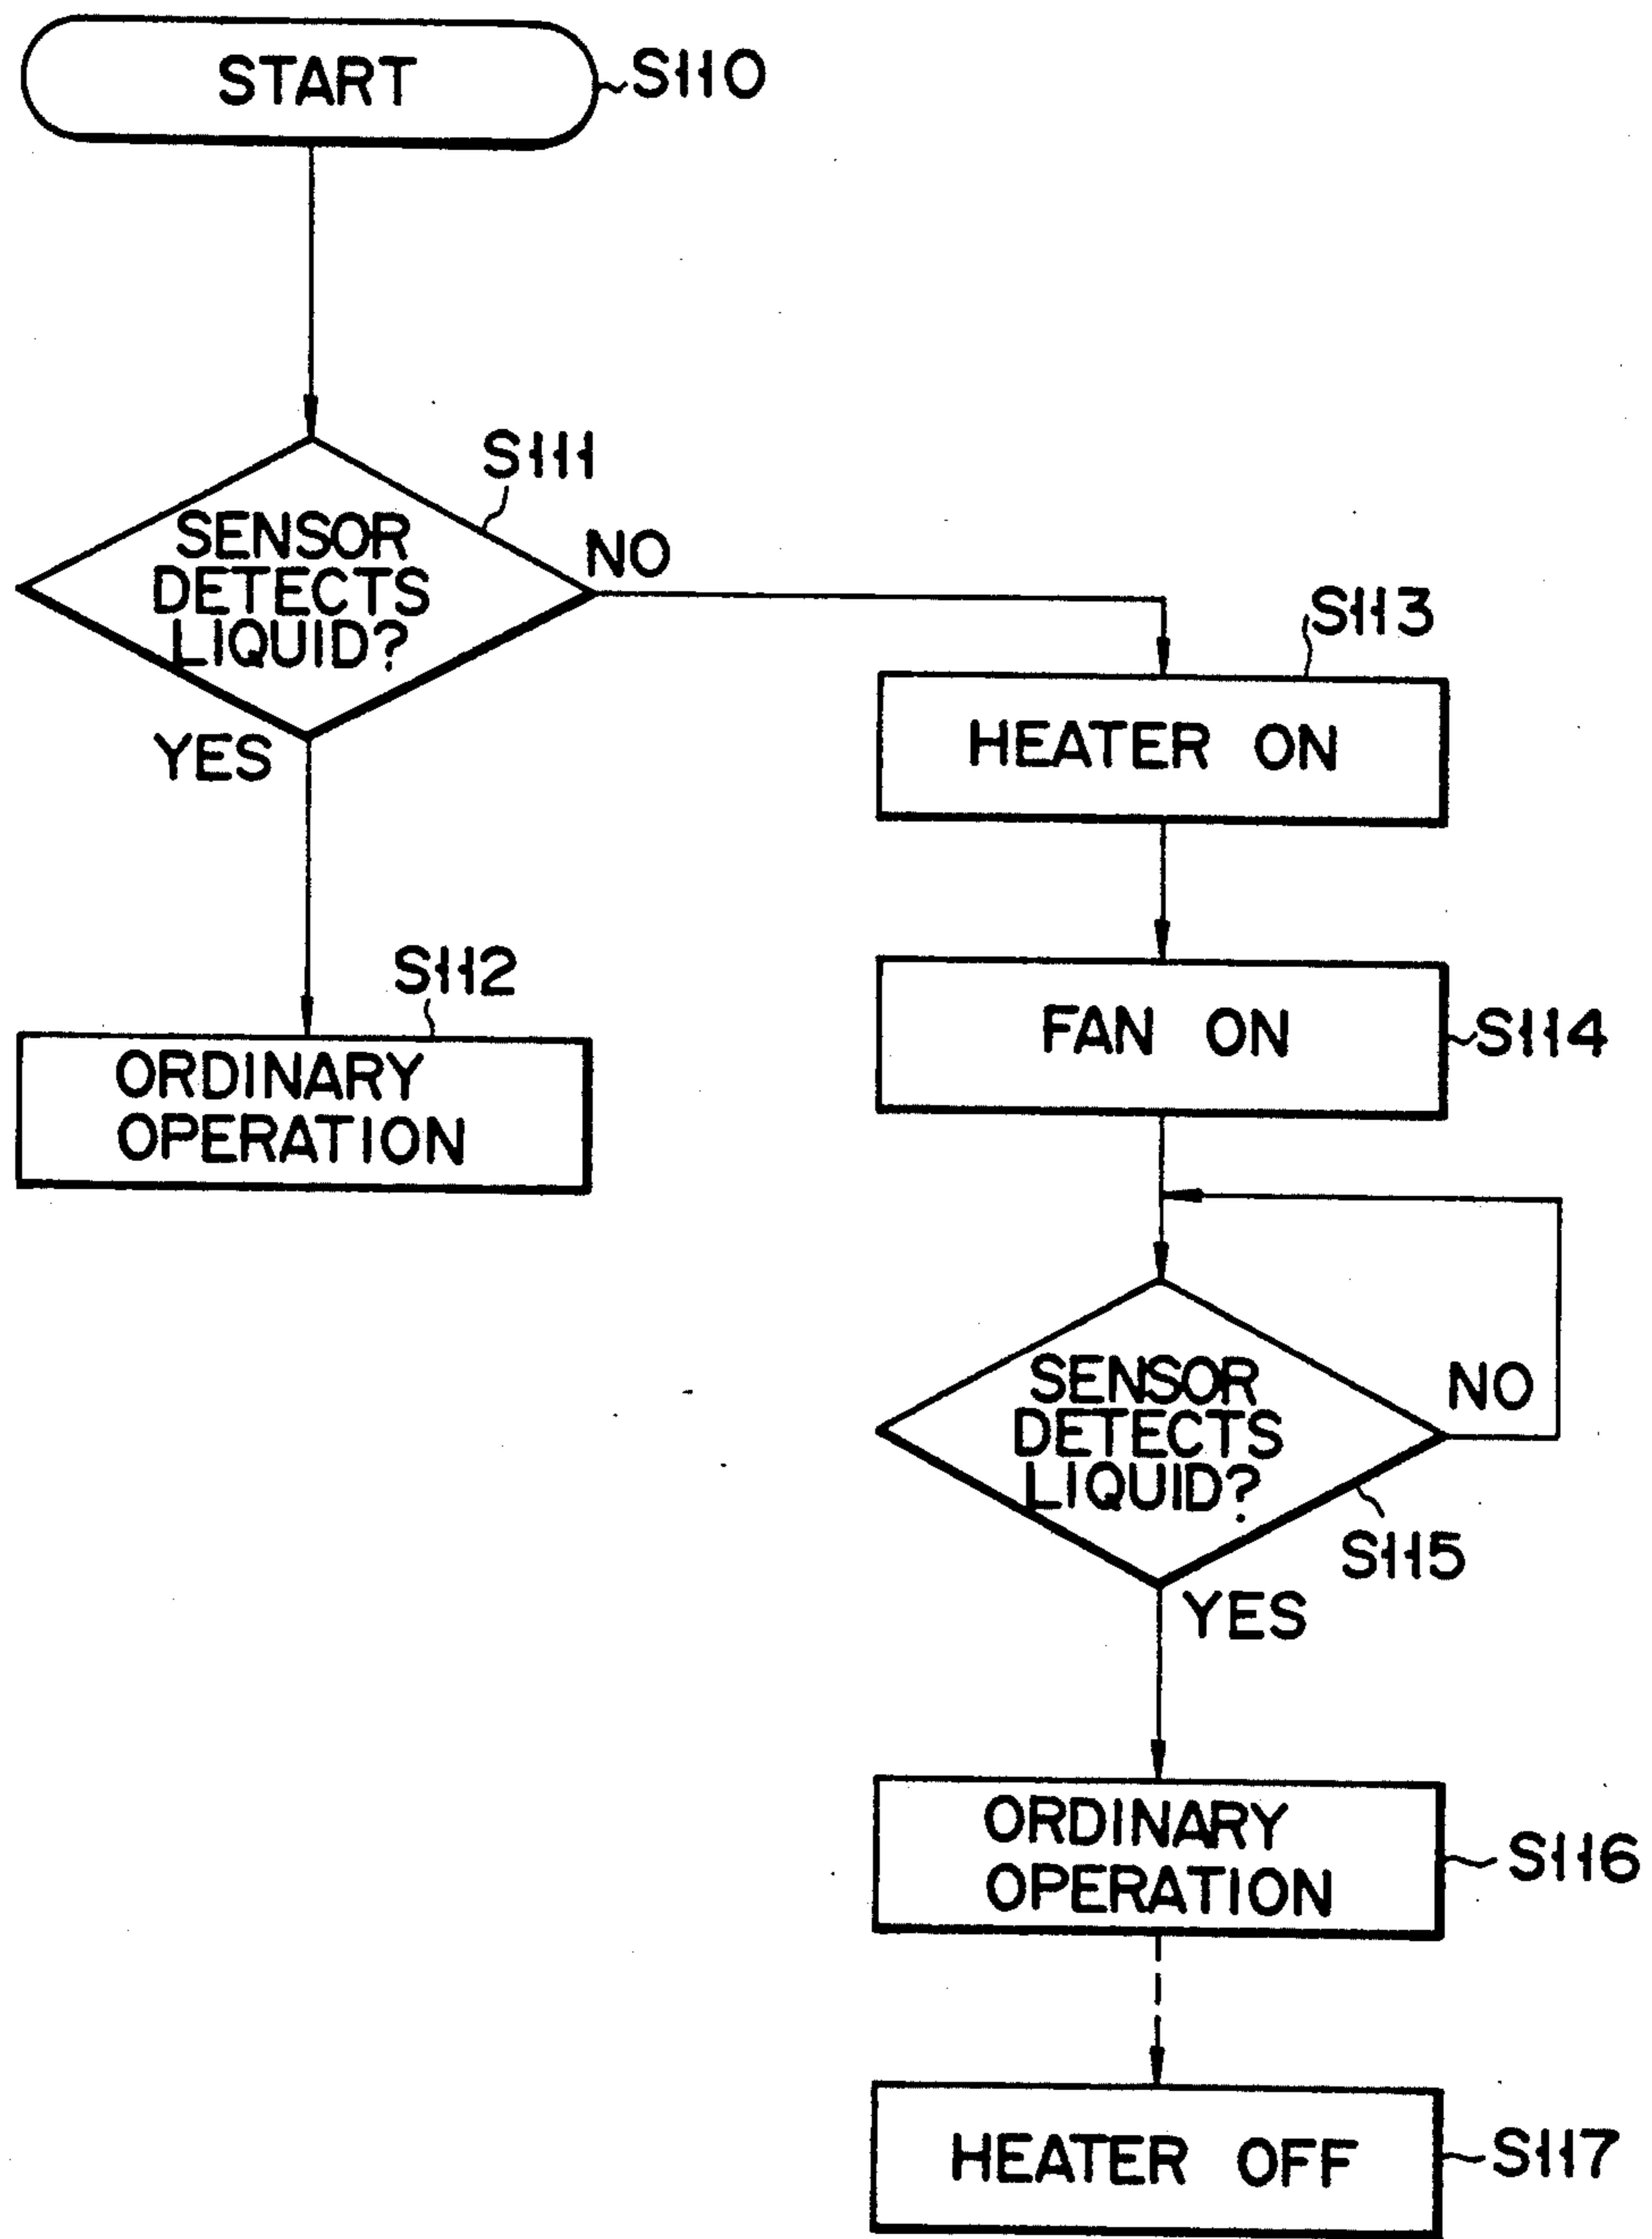 START
S110
S111
SENSOR
DETECTS
LIQUID?
NO
YES
S112
ORDINARY
OPERATION
S113
HEATER ON
FAN ON
S114
SENSOR
DETECTS
LIQUID?
NO
S115
YES
ORDINARY
OPERATION
S116
HEATER OFF
S117